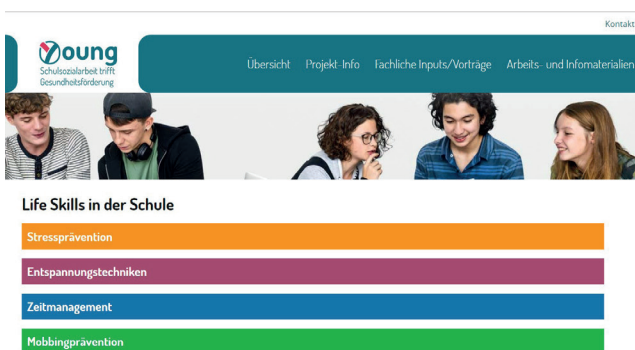 Kontakt
Young
Schulsozialarbeit trifft
Gesundheitsförderung
Übersicht Projekt-Info Fachliche Inputs/Vorträge Arbeits- und Infomaterialien
Life Skills in der Schule
Stressprävention
Entspannungstechniken
Zeitmanagement
Mobbingprävention